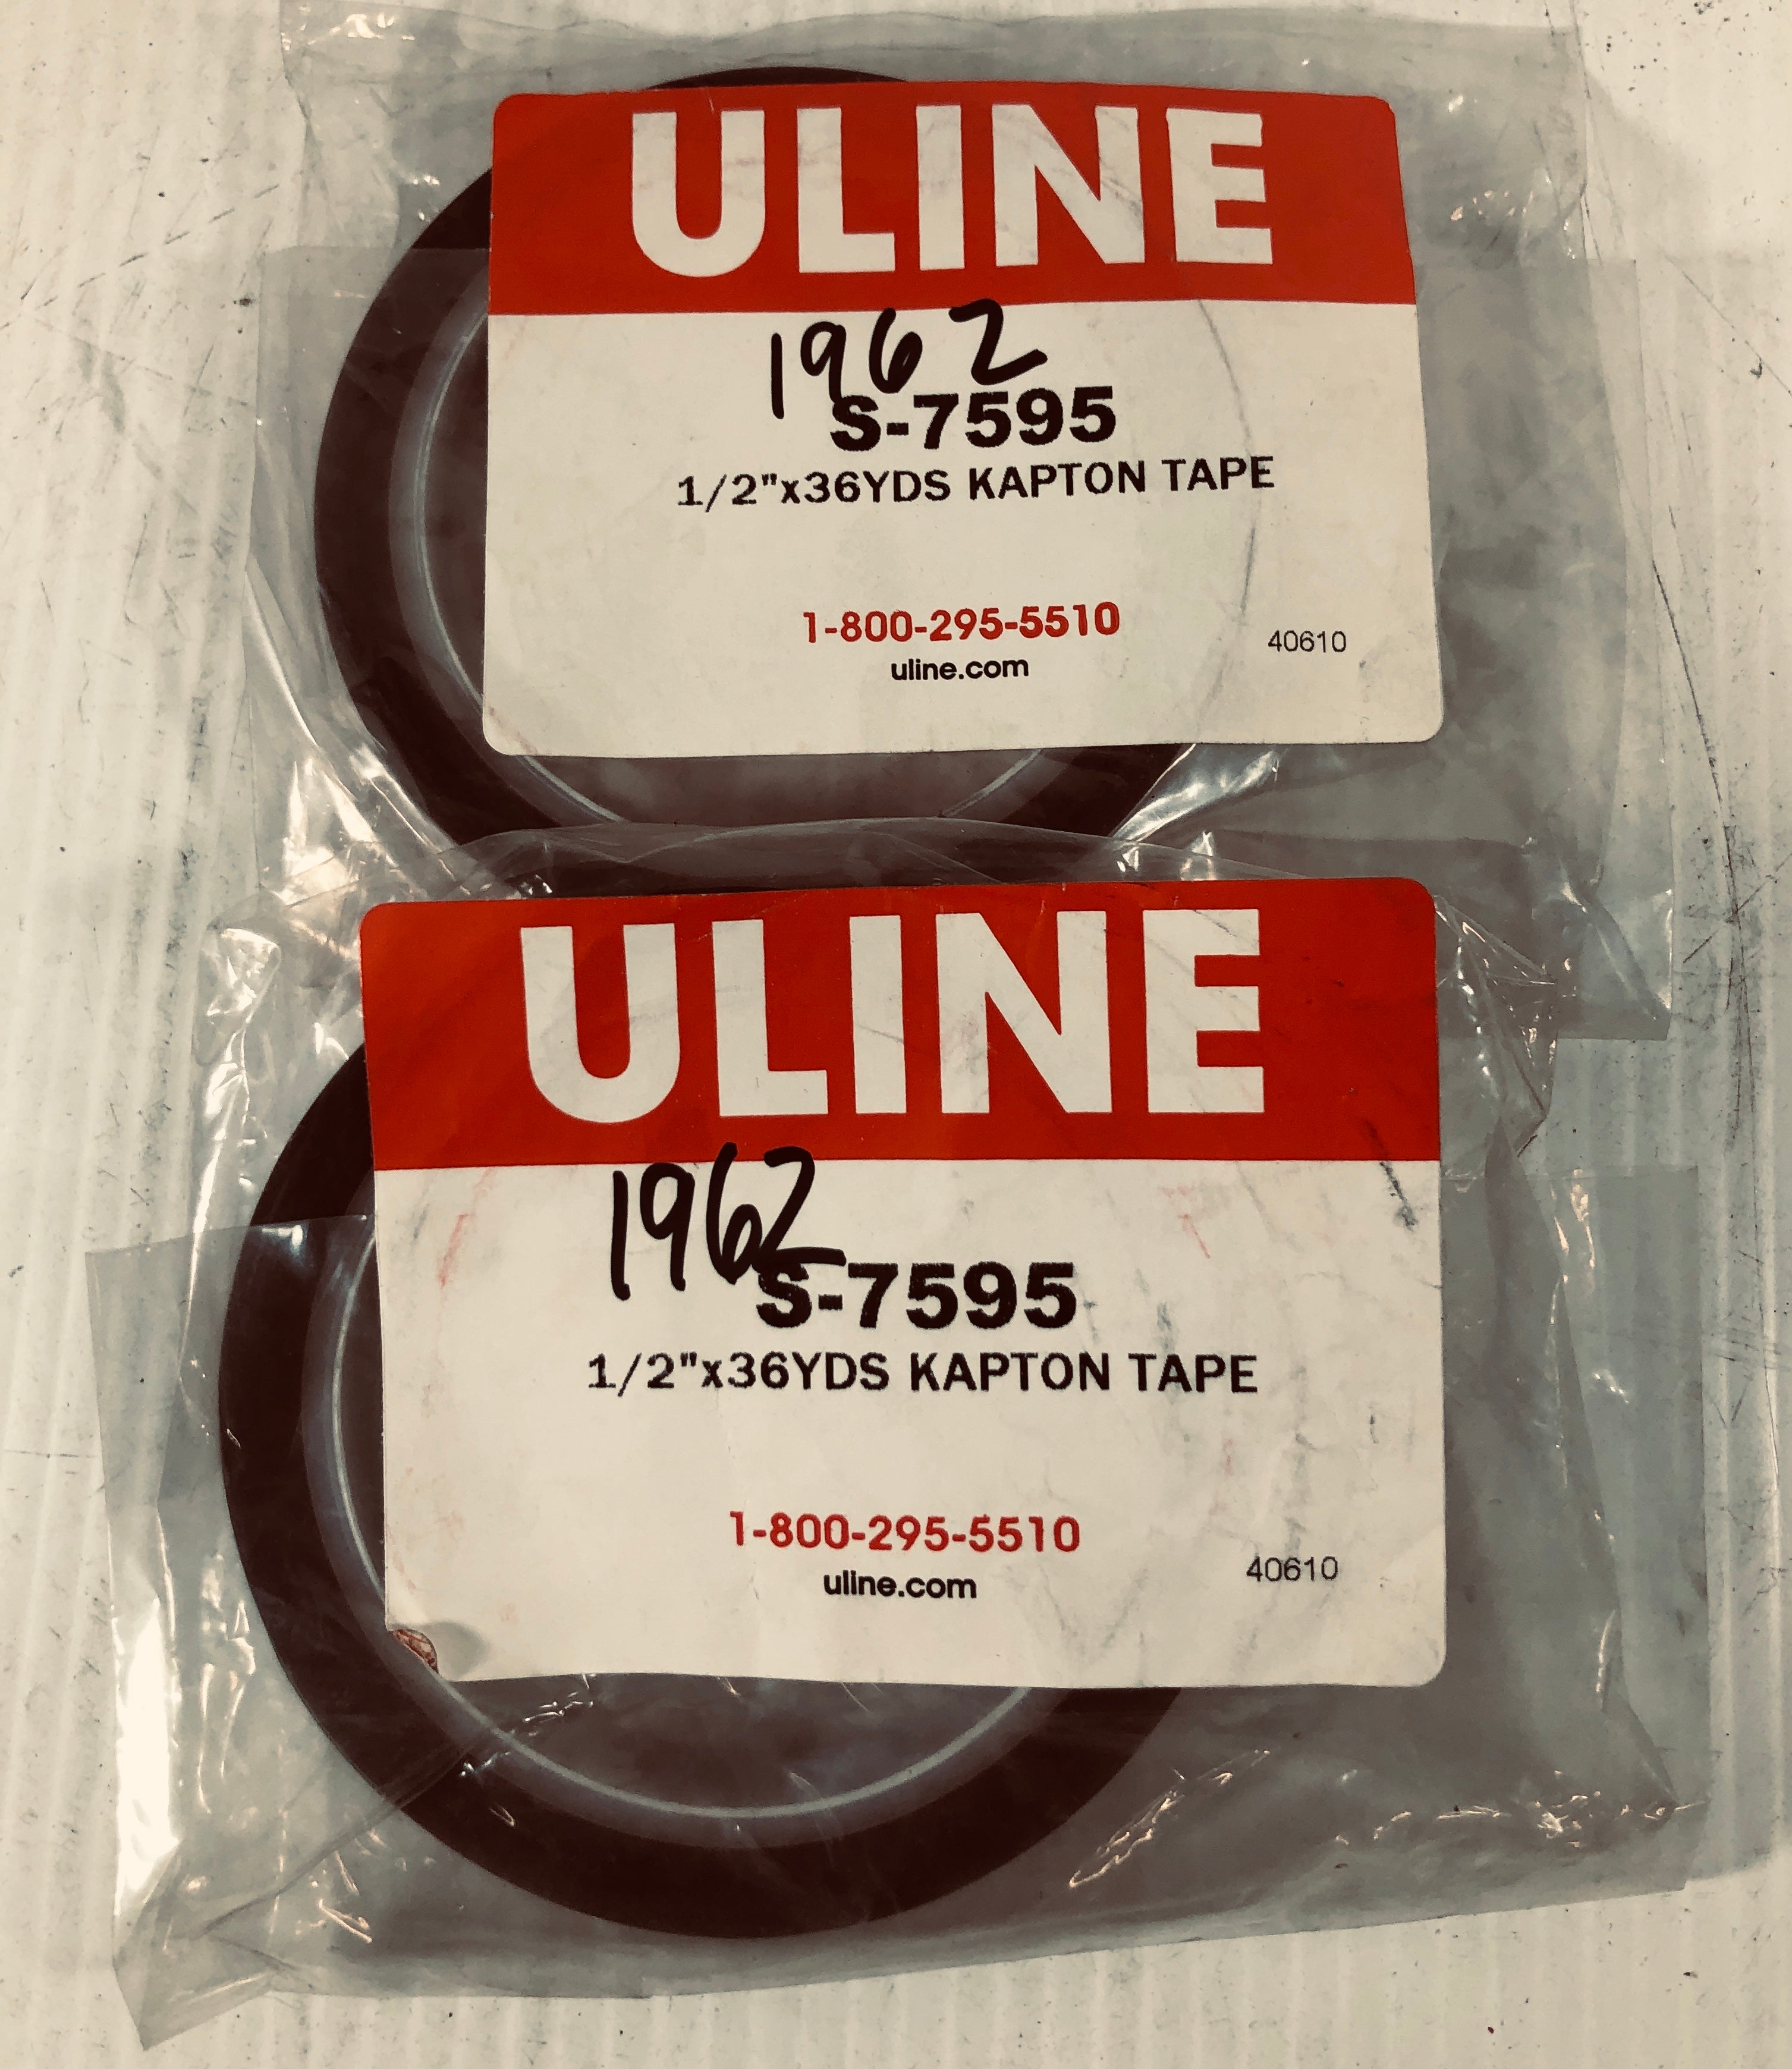 ULINE
1962
S-7595
1/2"x36YDS KAPTON TAPE
1-800-295-5510
40610
uline.com
ULINE
1962
S-7595
1/2"x36YDS KAPTON TAPE
1-800-295-5510
40610
uline.com